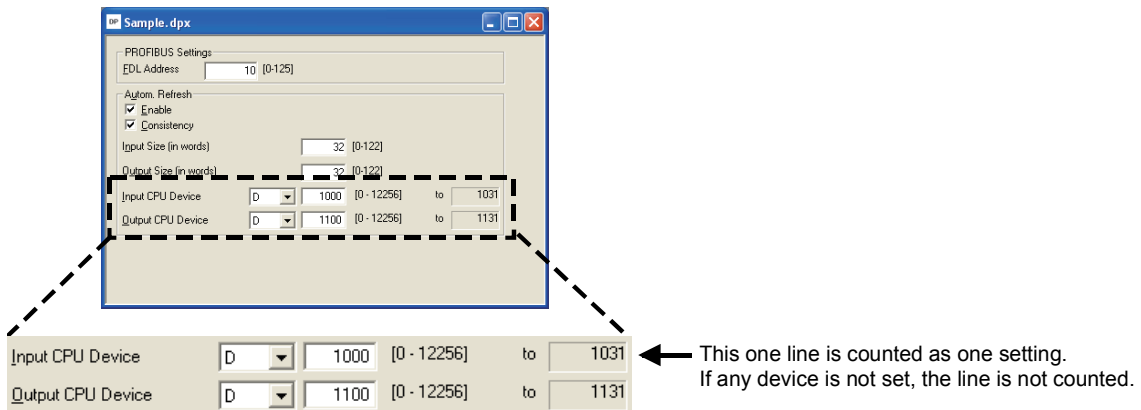 DP Sample.dpx
PROFIBUS Settings
FDL Address 10 [0-125]
Autom. Refresh
Enable
Consistency
Input Size (in words) 32 [0-122]
Output Size (in words) 32 [0-122]
Input CPU Device D 1000 [0 - 12256] to 1031
Output CPU Device D 1100 [0 - 12256] to 1131
Input CPU Device D 1000 [0 - 12256] to 1031
This one line is counted as one setting.
If any device is not set, the line is not counted.
Output CPU Device D 1100 [0 - 12256] to 1131